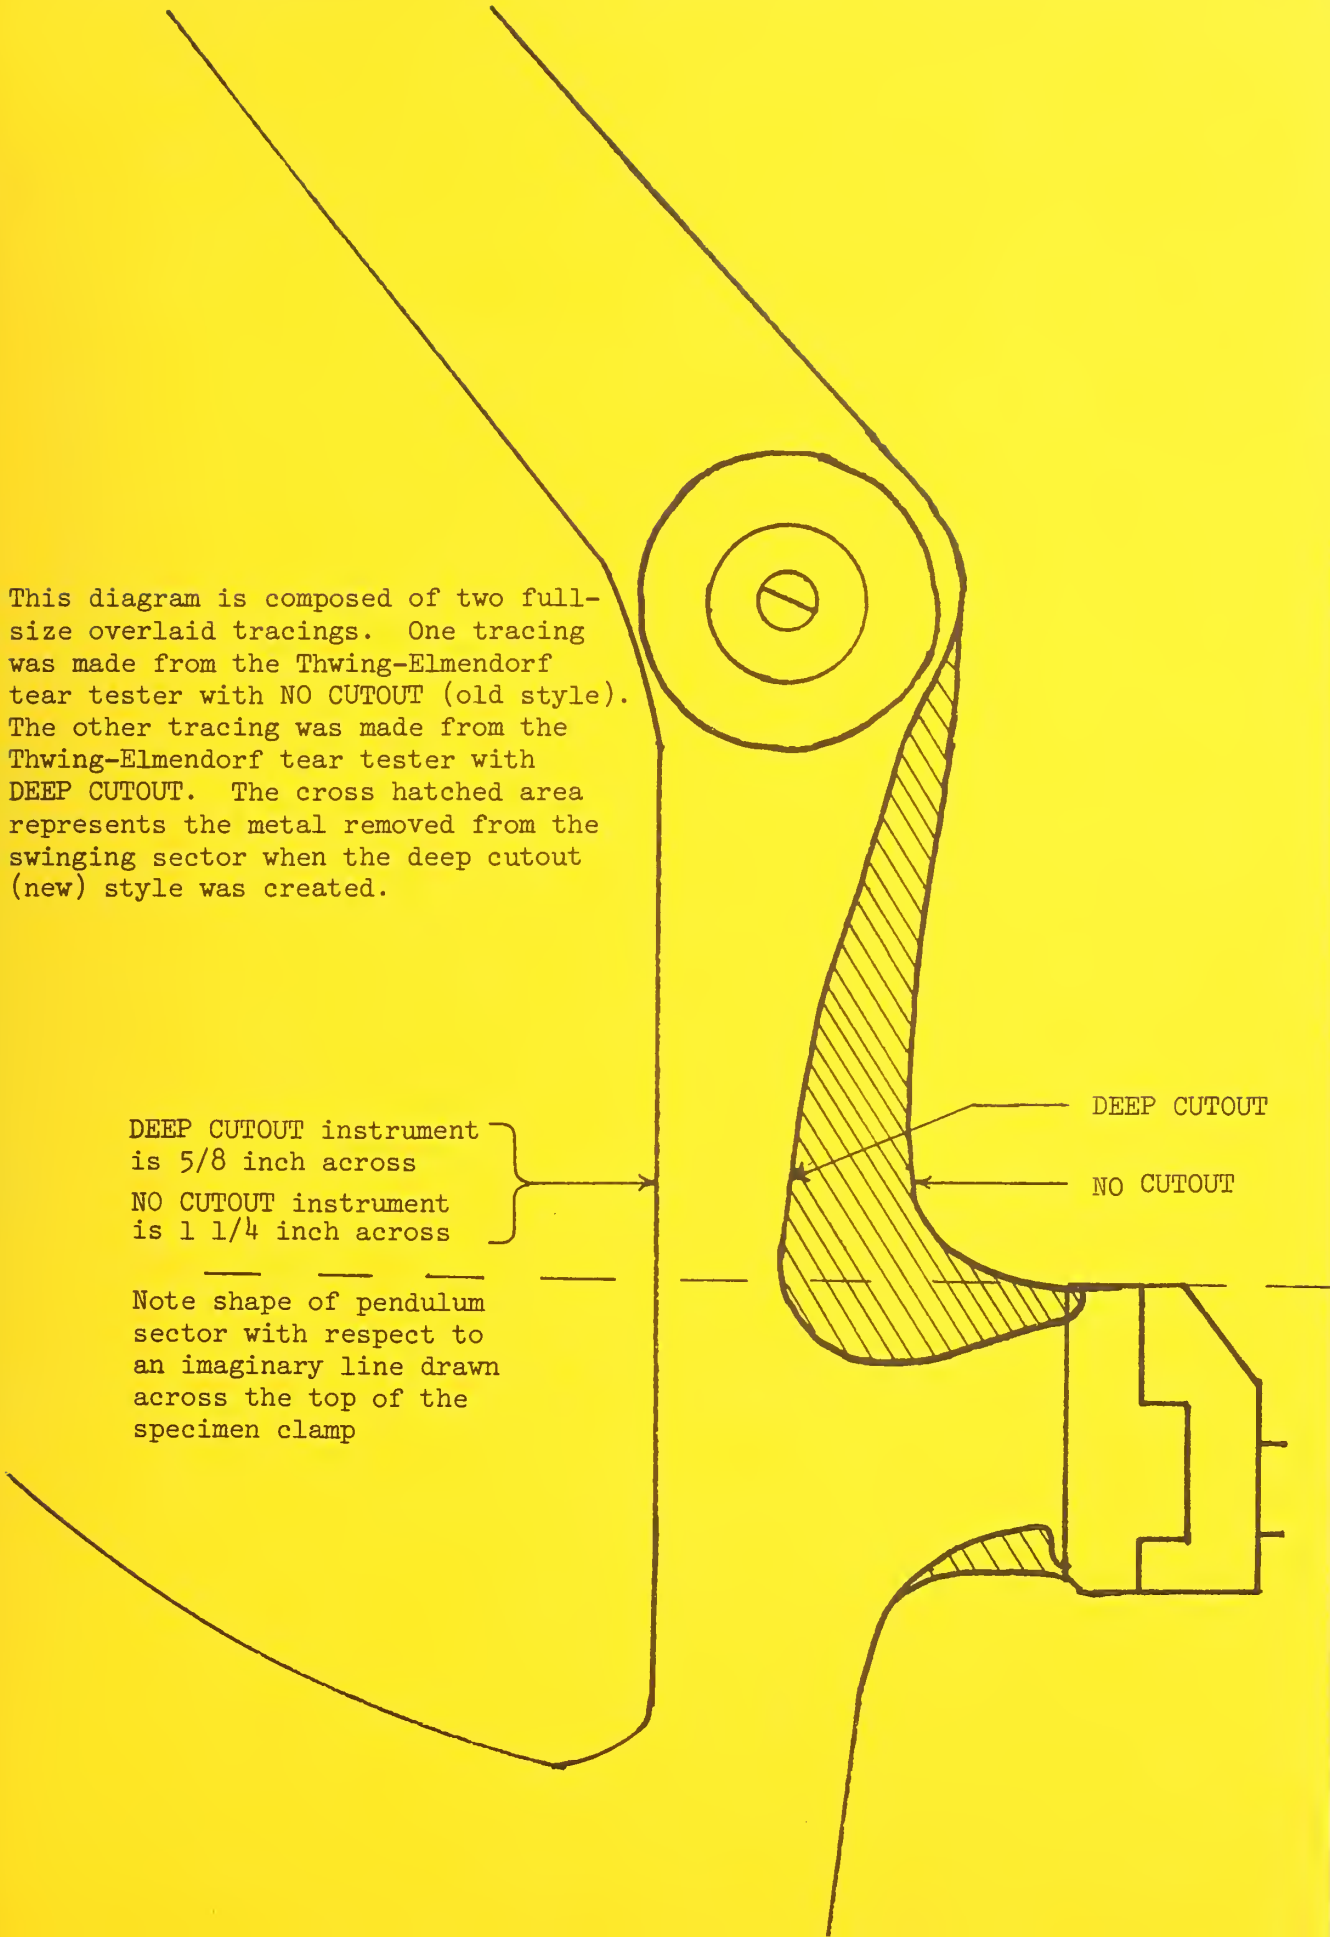 This diagram is composed of two full-
size overlaid tracings. One tracing
was made from the Thwing-Elmendorf
tear tester with NO CUTOUT (old style).
The other tracing was made from the
Thwing-Elmendorf tear tester with
DEEP CUTOUT. The cross hatched area
represents the metal removed from the
swinging sector when the deep cutout
(new) style was created.
DEEP CUTOUT
DEEP CUTOUT instrument
is 5/8 inch across
NO CUTOUT instrument
is 1 1/4 inch across
NO CUTOUT
Note shape of pendulum
sector with respect to
an imaginary line drawn
across the top of the
specimen clamp